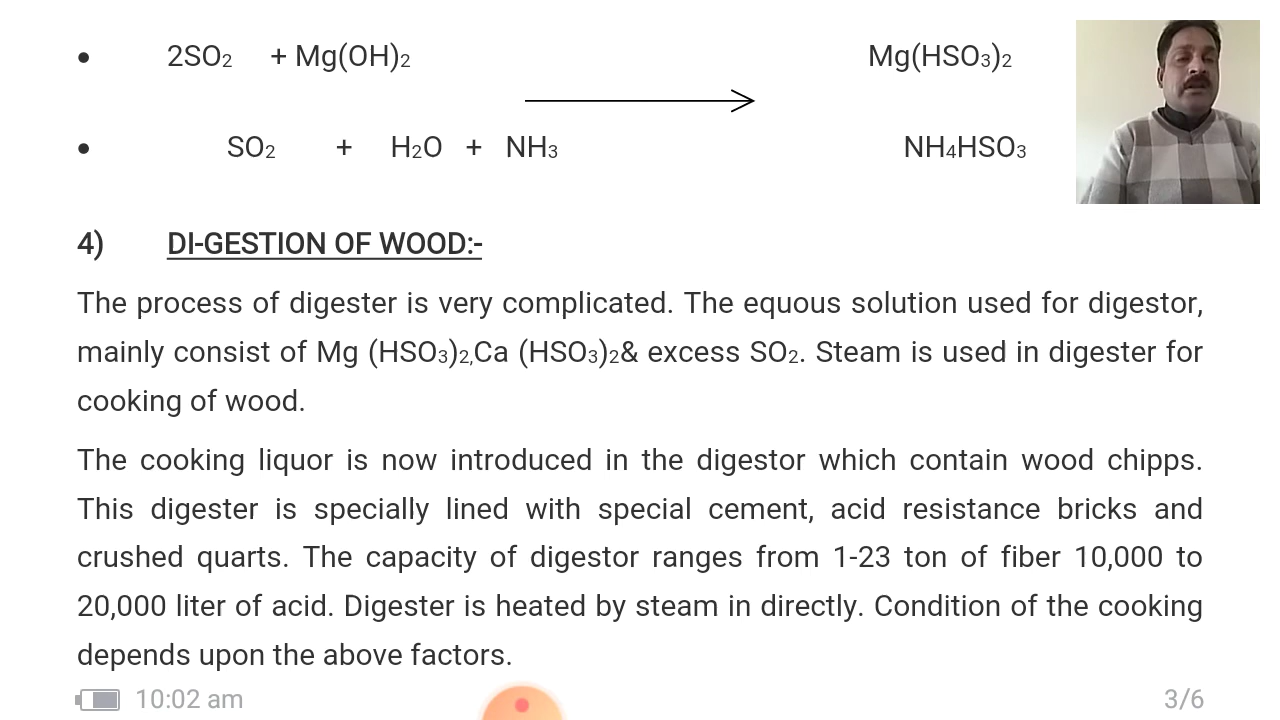 • 2SO2 + Mg(OH)2 Mg(HSO3)2
• SO2 + H2O + NH3 NH4HSO3
4) DI-GESTION OF WOOD:-
The process of digester is very complicated. The equous solution used for digestor,
mainly consist of Mg (HSO3)2,Ca (HSO3)2& excess SO2. Steam is used in digester for
cooking of wood.
The cooking liquor is now introduced in the digestor which contain wood chipps.
This digester is specially lined with special cement, acid resistance bricks and
crushed quarts. The capacity of digestor ranges from 1-23 ton of fiber 10,000 to
20,000 liter of acid. Digester is heated by steam in directly. Condition of the cooking
depends upon the above factors.
10:02 am 3/6